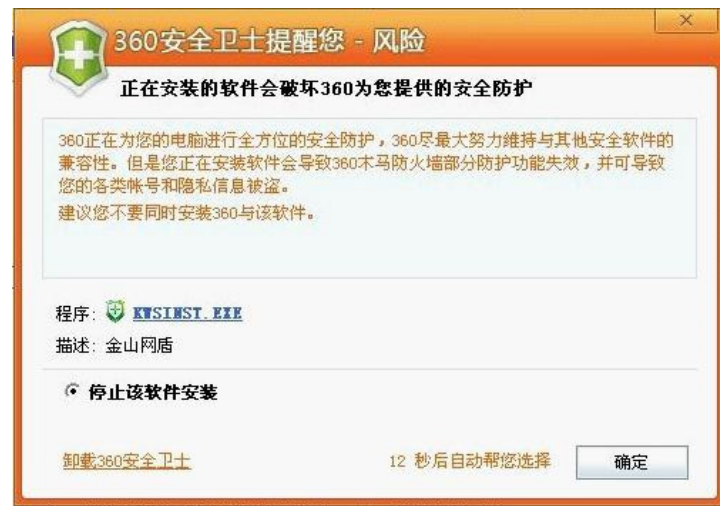 360安全卫士提醒您 - 风险
正在安装的软件会破坏360为您提供的安全防护
360正在为您的电脑进行全方位的安全防护，360尽最大努力维持与其他安全软件的
兼容性。但是您正在安装软件会导致360木马防火墙部分防护功能失效，并可导致
您的各类帐号和隐私信息被盗。
建议您不要同时安装360与该软件。
程序: KWSINST.EXE
描述: 金山网盾
停止该软件安装
卸载360安全卫士
12 秒后自动帮您选择
确定